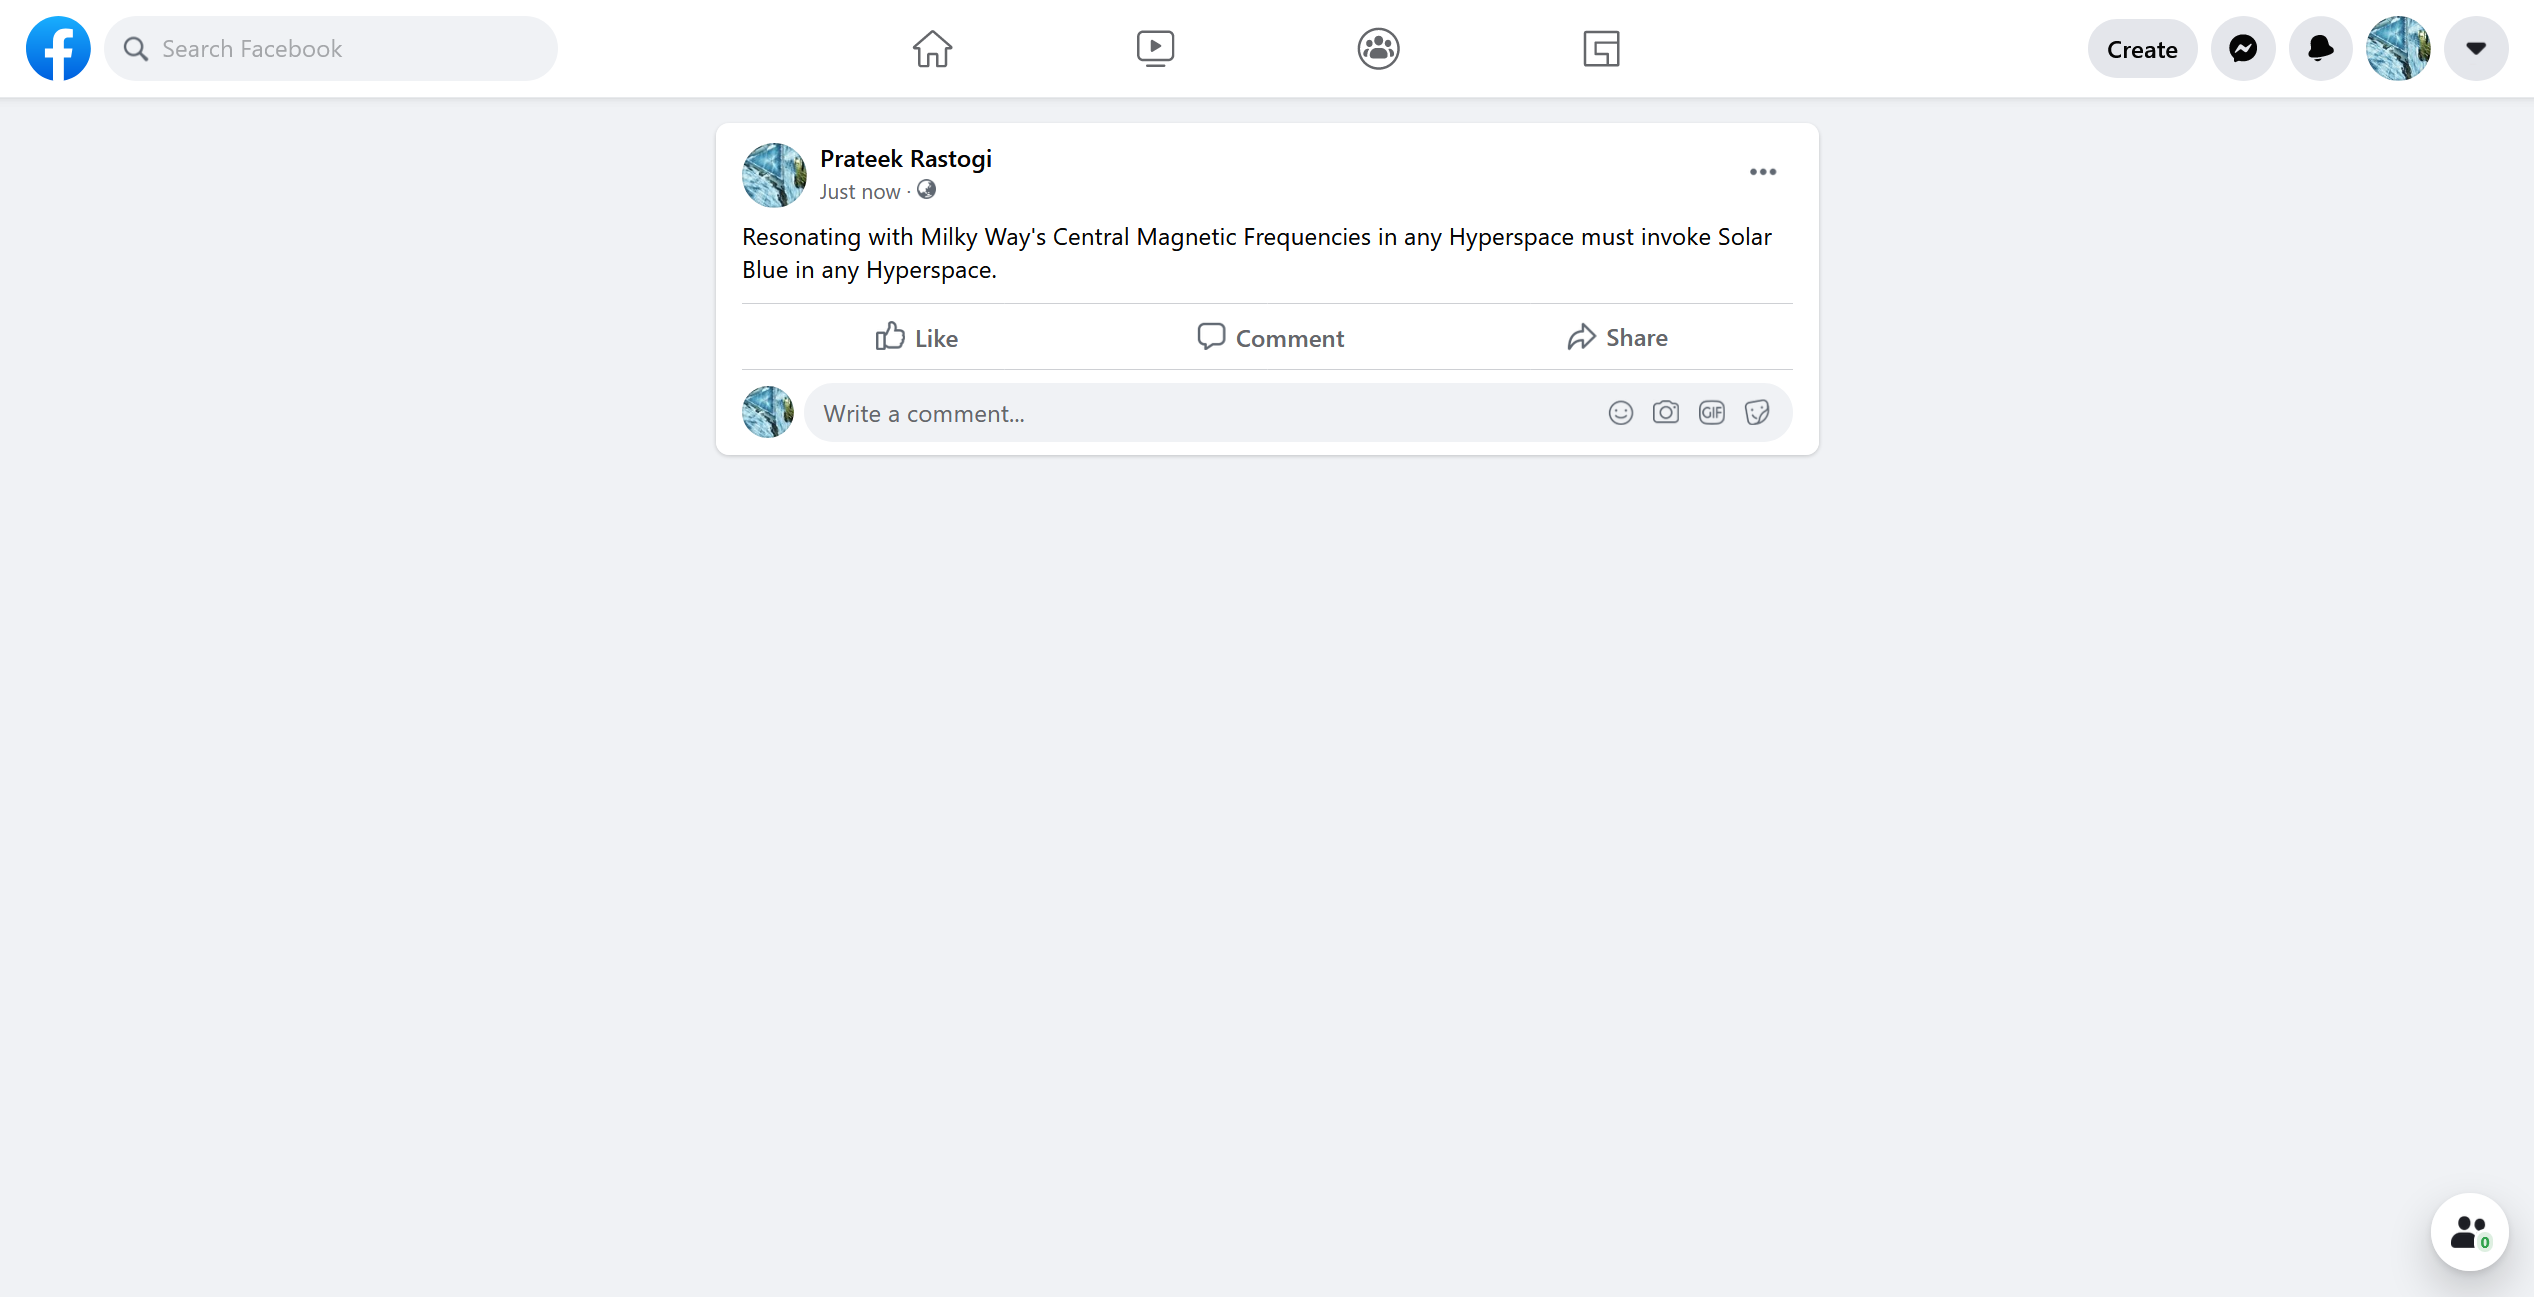 Search Facebook
Create
Prateek Rastogi
Just now ·
Resonating with Milky Way's Central Magnetic Frequencies in any Hyperspace must invoke Solar
Blue in any Hyperspace.
Like
Comment
Share
Write a comment...
GIF
0